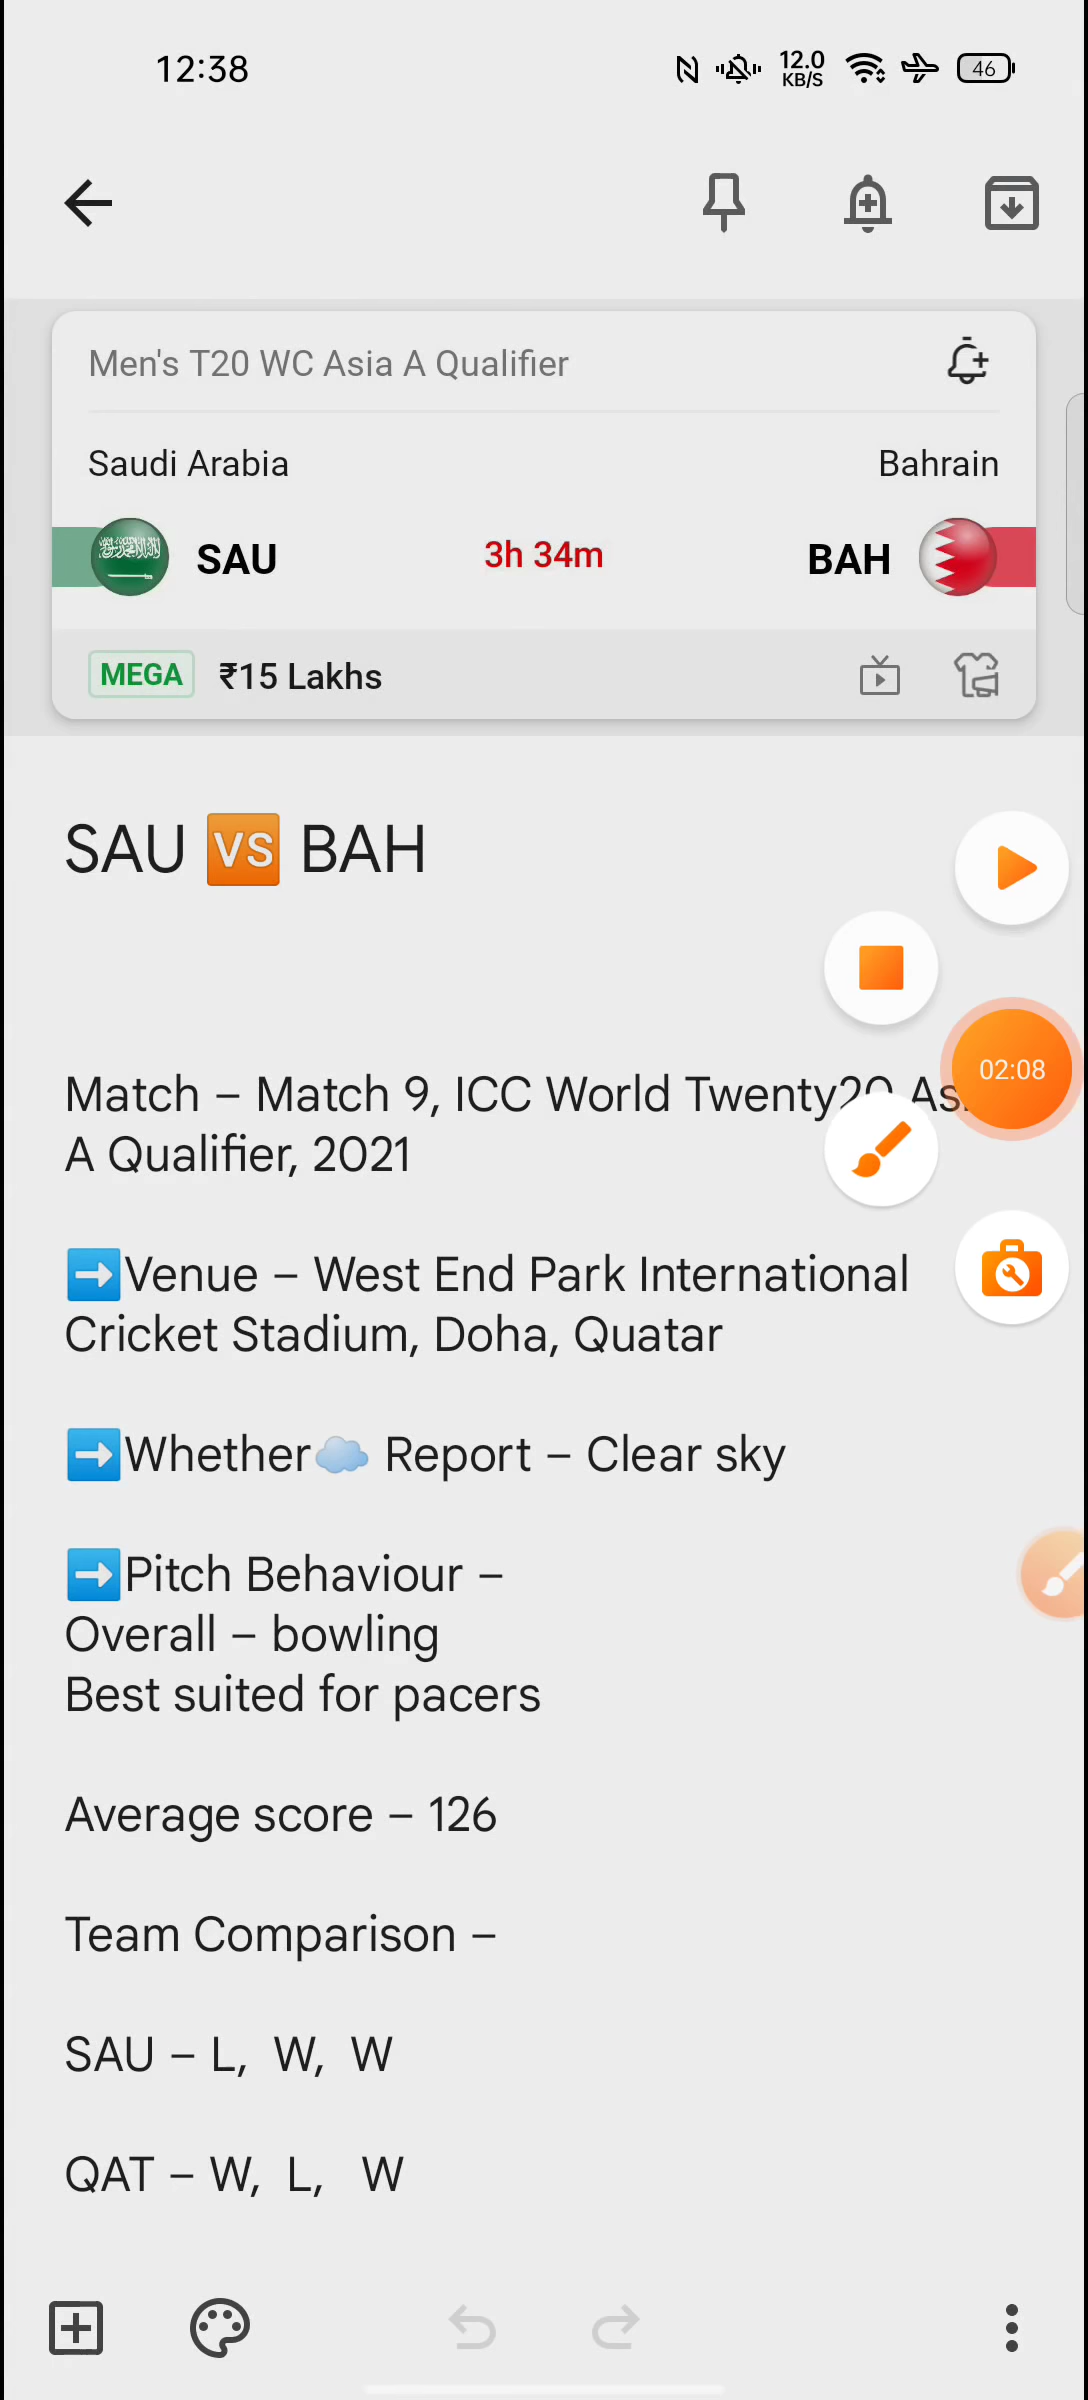 12:38
12.0
KB/S
46
Men's T20 WC Asia A Qualifier
Saudi Arabia
Bahrain
SAU
3h 34m
BAH
MEGA ₹15 Lakhs
SAU VS BAH
02:08
Match – Match 9, ICC World Twenty20
A Qualifier, 2021
➡️Venue – West End Park International
Cricket Stadium, Doha, Quatar
➡️Whether☁️ Report – Clear sky
➡️Pitch Behaviour –
Overall – bowling
Best suited for pacers
Average score – 126
Team Comparison –
SAU – L, W, W
QAT – W, L, W